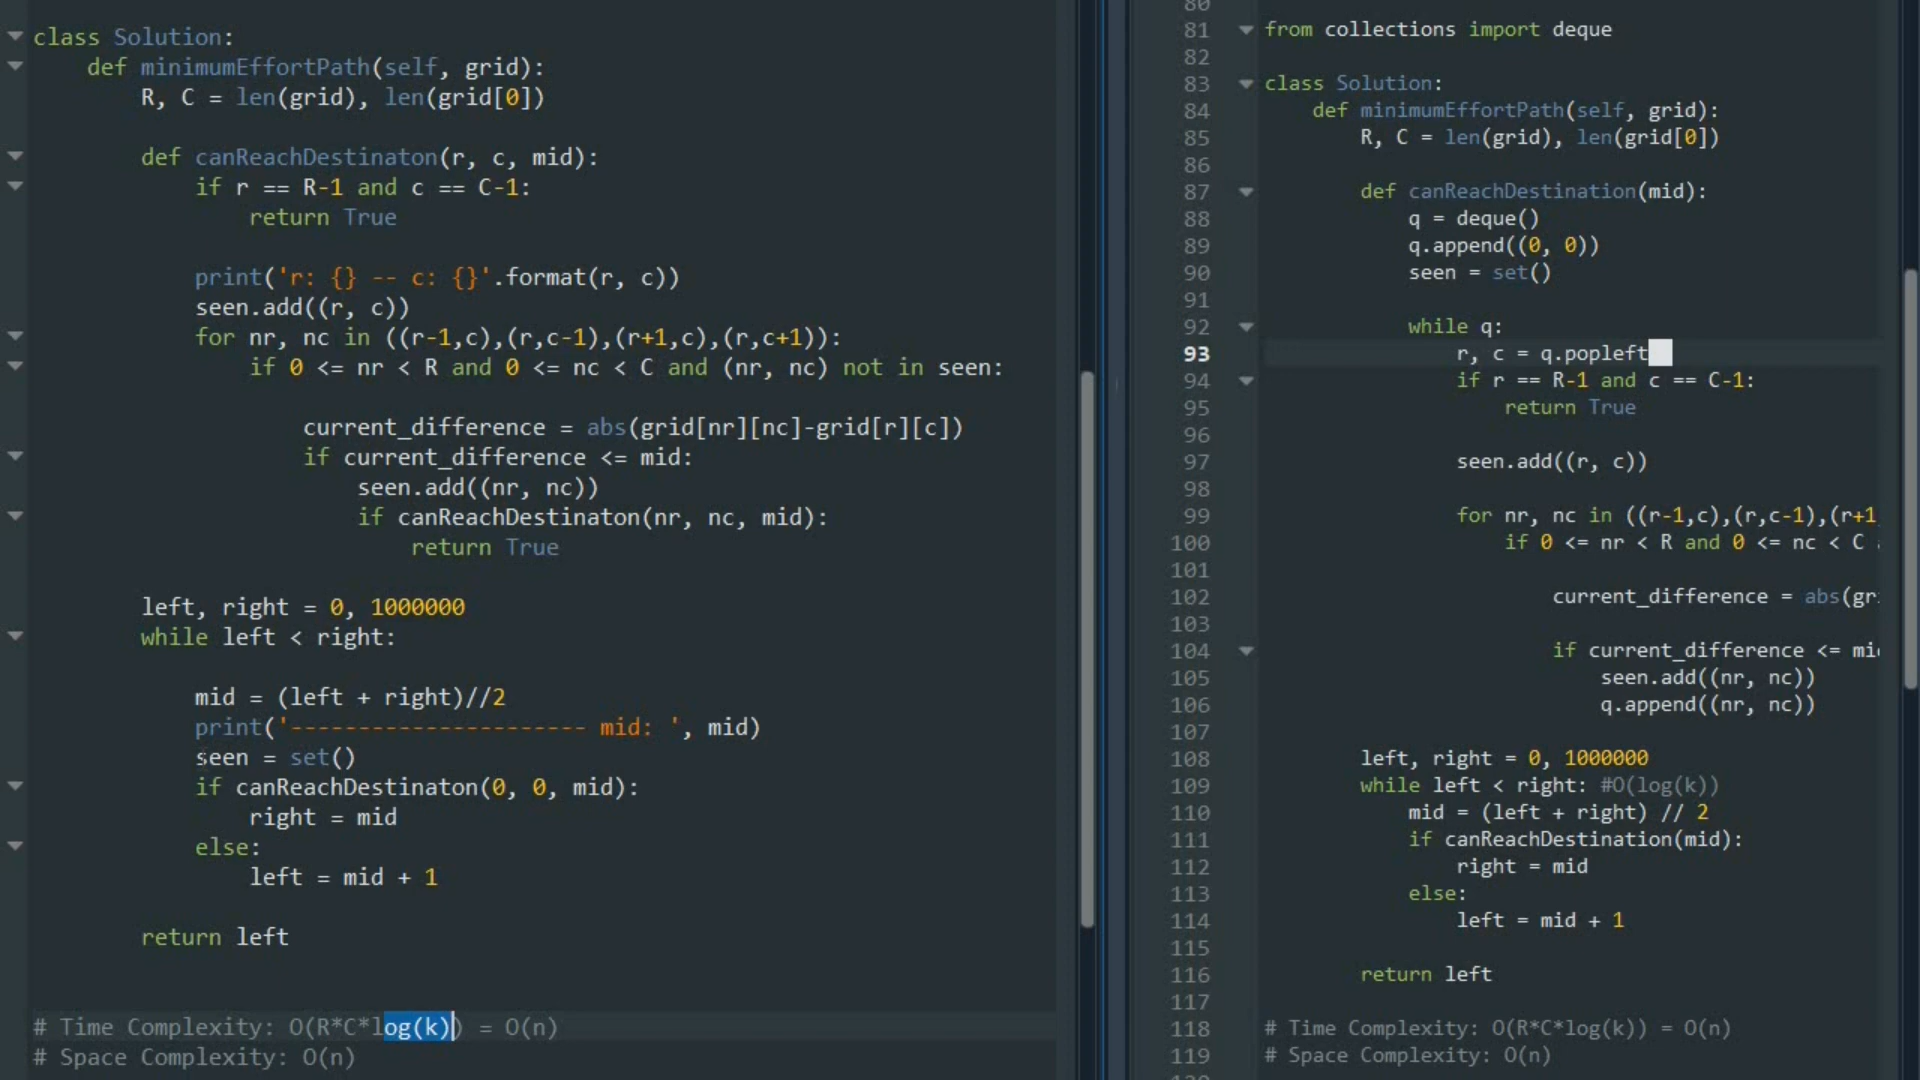 class Solution:
def minimumEffortPath(self, grid):
R, C = len(grid), len(grid[0])
def canReachDestinaton(r, c, mid):
if r == R-1 and c == C-1:
return True
print('r: {} -- c: {}'.format(r, c))
seen.add((r, c))
for nr, nc in ((r-1,c),(r,c-1),(r+1,c),(r,c+1)):
if 0 <= nr < R and 0 <= nc < C and (nr, nc) not in seen:
current_difference = abs(grid[nr][nc]-grid[r][c])
if current_difference <= mid:
seen.add((nr, nc))
if canReachDestinaton(nr, nc, mid):
return True
left, right = 0, 1000000
while left < right:
mid = (left + right)//2
print('---------------------- mid: ', mid)
seen = set()
if canReachDestinaton(0, 0, mid):
right = mid
else:
left = mid + 1
return left
# Time Complexity: O(R*C*log(k)) = O(n)
# Space Complexity: O(n)
80
81 from collections import deque
82
83 class Solution:
84 def minimumEffortPath(self, grid):
85 R, C = len(grid), len(grid[0])
86
87 def canReachDestination(mid):
88 q = deque()
89 q.append((0, 0))
90 seen = set()
91
92 while q:
93 r, c = q.popleft
94 if r == R-1 and c == C-1:
95 return True
96
97 seen.add((r, c))
98
99 for nr, nc in ((r-1,c),(r,c-1),(r+1
100 if 0 <= nr < R and 0 <= nc < C
101
102 current_difference = abs(gr
103
104 if current_difference <= mi
105 seen.add((nr, nc))
106 q.append((nr, nc))
107
108 left, right = 0, 1000000
109 while left < right: #O(log(k))
110 mid = (left + right) // 2
111 if canReachDestination(mid):
112 right = mid
113 else:
114 left = mid + 1
115
116 return left
117
118 # Time Complexity: O(R*C*log(k)) = O(n)
119 # Space Complexity: O(n)